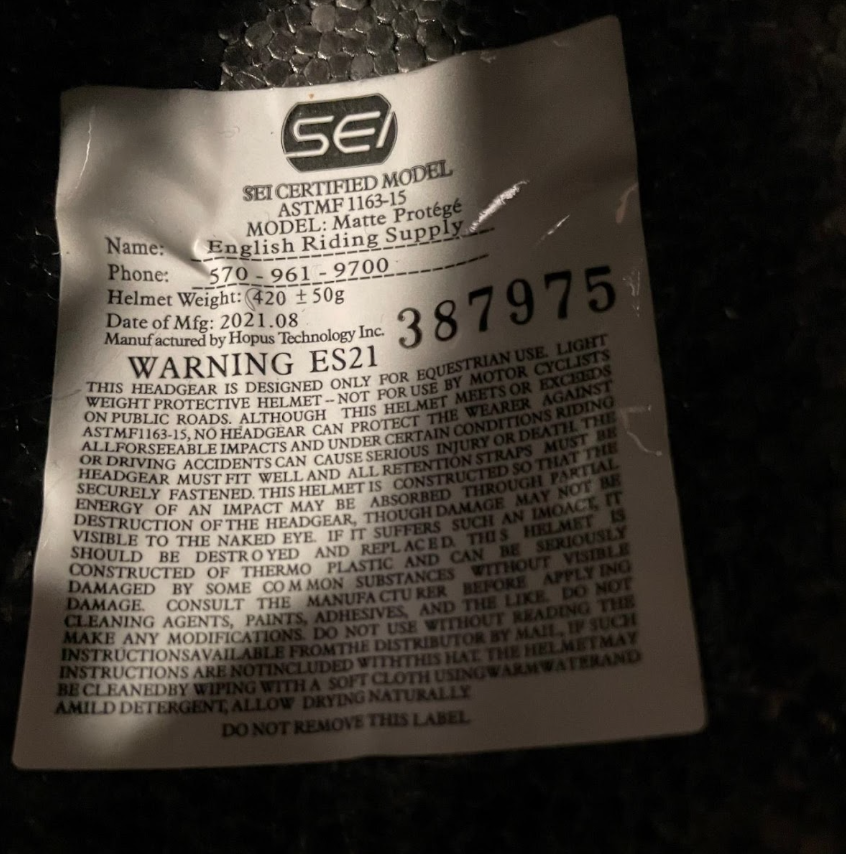 SEI
SEI CERTIFIED MODEL
ASTMF 1163-15
MODEL: Matte Protégé
Name: English Riding Supply
Phone: 570 - 961 - 9700
Helmet Weight: 420 ± 50g
Date of Mfg: 2021.08
Manufactured by Hopus Technology Inc.
387975
WARNING ES21
THIS HEADGEAR IS DESIGNED ONLY FOR EQUESTRIAN USE. LIGHT
WEIGHT PROTECTIVE HELMET – NOT FOR USE BY MOTOR CYCLISTS
ON PUBLIC ROADS. ALTHOUGH THIS HELMET MEETS OR EXCEEDS
ASTMF1163-15, NO HEADGEAR CAN PROTECT THE WEARER AGAINST
ALLFORSEEABLE IMPACTS AND UNDER CERTAIN CONDITIONS RIDING
OR DRIVING ACCIDENTS CAN CAUSE SERIOUS INJURY OR DEATH. THE
HEADGEAR MUST FIT WELL AND ALL RETENTION STRAPS MUST BE
SECURELY FASTENED. THIS HELMET IS CONSTRUCTED SO THAT THE
ENERGY OF AN IMPACT MAY BE ABSORBED THROUGH PARTIAL
DESTRUCTION OF THE HEADGEAR, THOUGH DAMAGE MAY NOT BE
VISIBLE TO THE NAKED EYE. IF IT SUFFERS SUCH AN IMOACT, IT
SHOULD BE DESTROYED AND REPLACED. THIS HELMET IS
CONSTRUCTED OF THERMO PLASTIC AND CAN BE SERIOUSLY
DAMAGED BY SOME COMMON SUBSTANCES WITHOUT VISIBLE
DAMAGE. CONSULT THE MANUFACTURER BEFORE APPLYING
CLEANING AGENTS, PAINTS, ADHESIVES, AND THE LIKE. DO NOT
MAKE ANY MODIFICATIONS. DO NOT USE WITHOUT READING THE
INSTRUCTIONSAVAILABLE FROMTHE DISTRIBUTOR BY MAIL, IF SUCH
INSTRUCTIONS ARE NOTINCLUDED WITHTHIS HAT. THE HELMETMAY
BE CLEANEDBY WIPING WITH A SOFT CLOTH USINGWARMWATERAND
AMILD DETERGENT, ALLOW DRYING NATURALLY
DO NOT REMOVE THIS LABEL